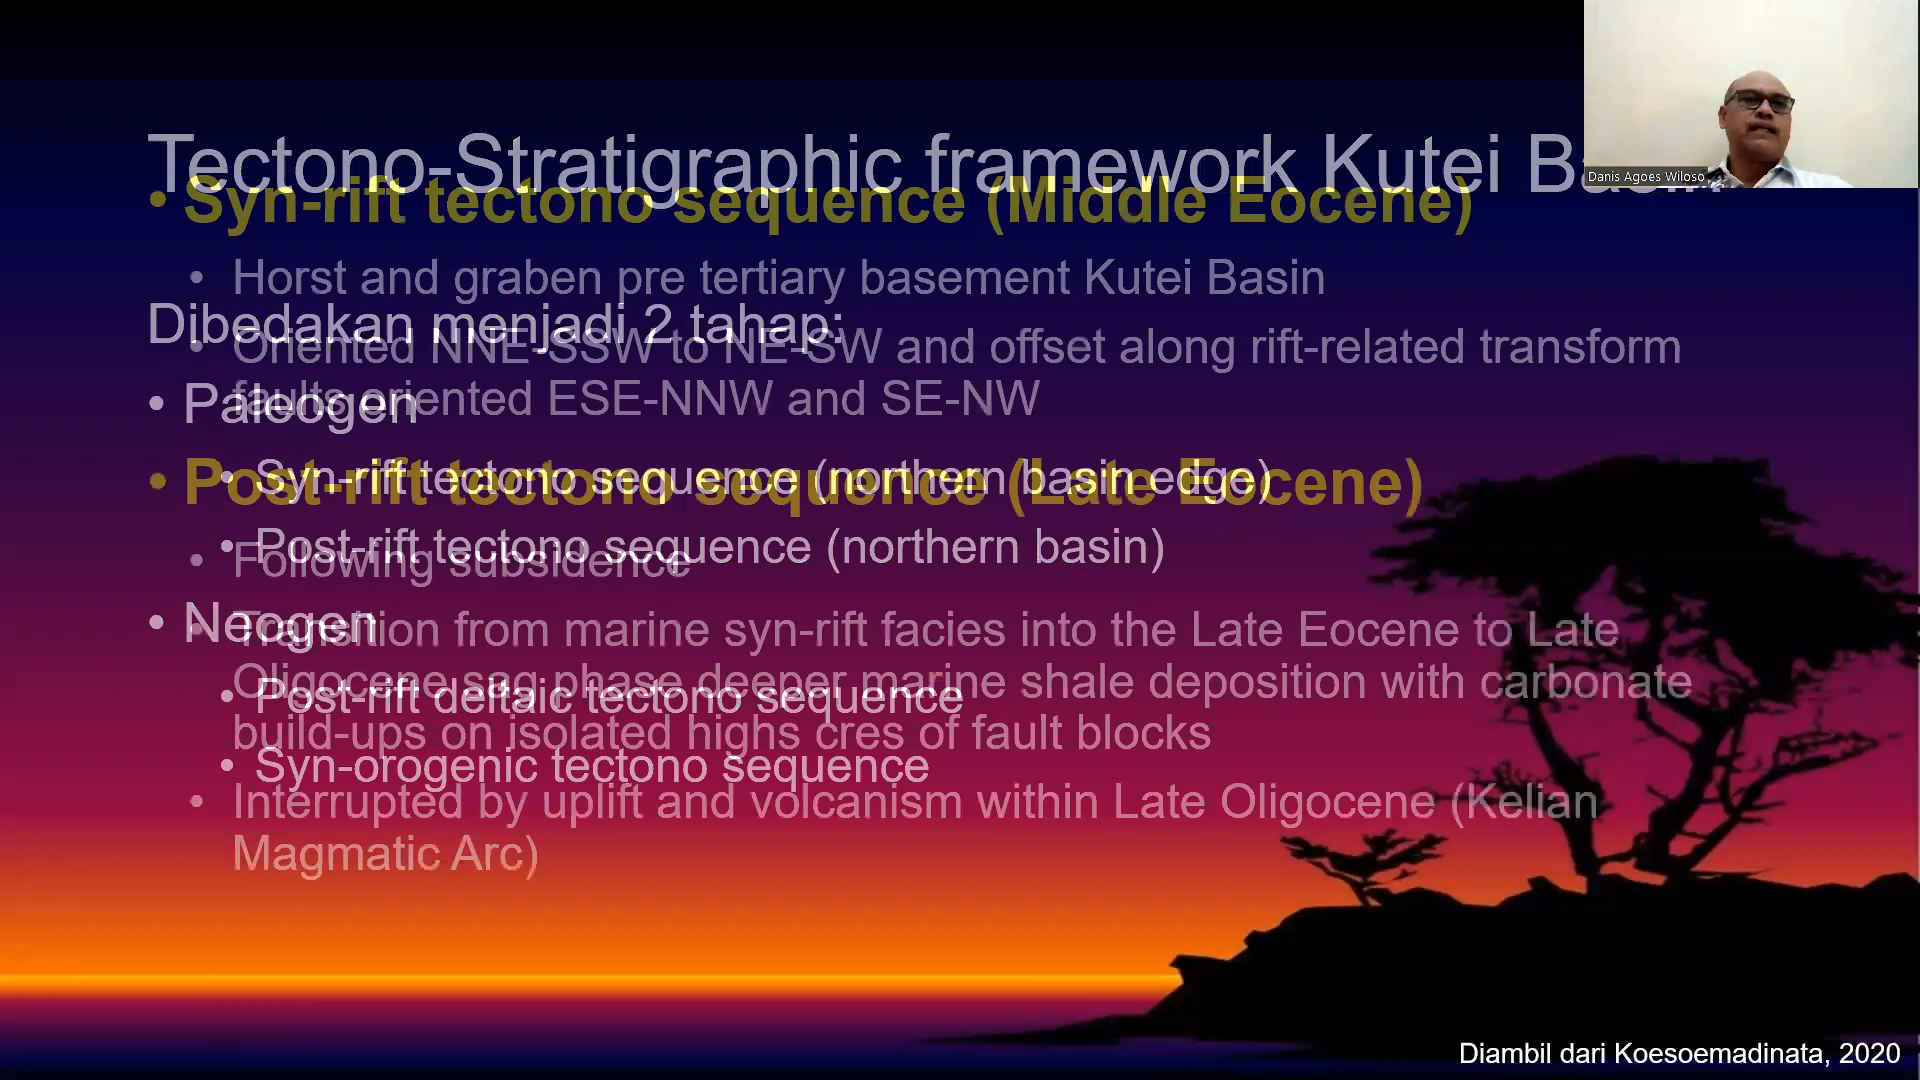 Tectono-Stratigraphic framework Kutei Basin
Dibedakan menjadi 2 tahap:
• Paleogen
• Syn-rift tectono sequence (northern basin edge)
• Post-rift tectono sequence (northern basin)
• Neogen
• Post-rift deltaic tectono sequence
• Syn-orogenic tectono sequence
• Syn-rift tectono sequence (Middle Eocene)
• Horst and graben pre tertiary basement Kutei Basin
• Oriented NNE-SSW to NE-SW and offset along rift-related transform
faults oriented ESE-NNW and SE-NW
• Post-rift tectono sequence (Late Eocene)
• Following subsidence
• Transition from marine syn-rift facies into the Late Eocene to Late
Oligocene sag phase deeper marine shale deposition with carbonate
build-ups on isolated highs cres of fault blocks
• Interrupted by uplift and volcanism within Late Oligocene (Kelian
Magmatic Arc)
Danis Agoes Wiloso
Diambil dari Koesoemadinata, 2020